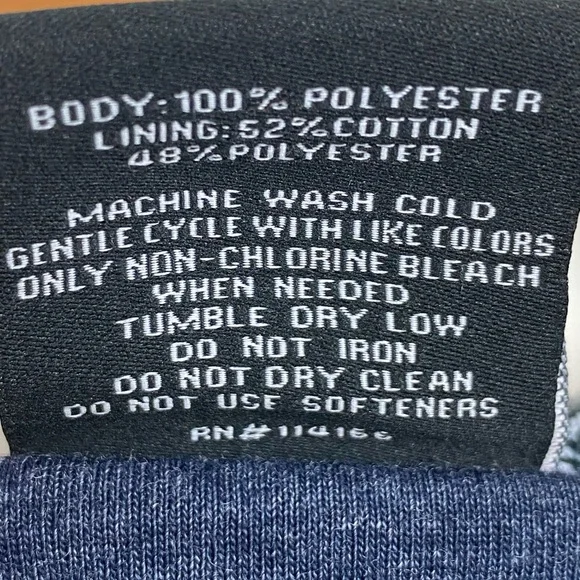 BODY:100% POLYESTER
LINING:52%COTTON
48%POLYESTER
MACHINE WASH COLD
GENTLE CYCLE WITH LIKE COLORS
ONLY NON-CHLORINE BLEACH
WHEN NEEDED
TUMBLE DRY LOW
DO NOT IRON
DO NOT DRY CLEAN
DO NOT USE SOFTENERS